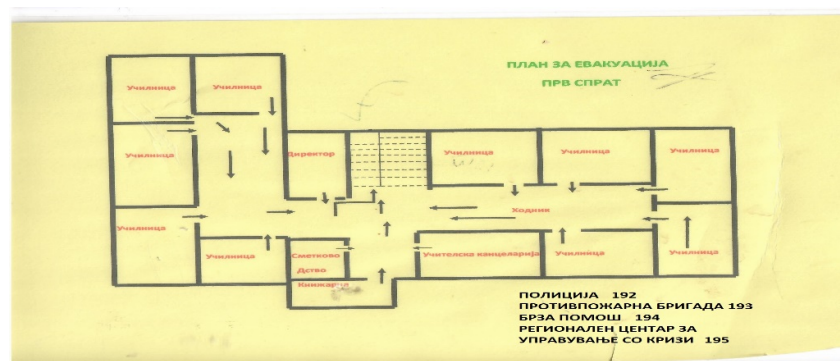 ПЛАН ЗА ЕВАКУАЦИЈА
ПРВ СПРАТ
Училница
Училница
Училница
Директор
Училница
Училница
Училница
Училница
Ходник
Училница
Сметково
Дство
Учителска канцеларија
Училница
Училница
Книжарна
ПОЛИЦИЈА 192
ПРОТИВПОЖАРНА БРИГАДА 193
БРЗА ПОМОШ 194
РЕГИОНАЛЕН ЦЕНТАР ЗА
УПРАВУВАЊЕ СО КРИЗИ 195